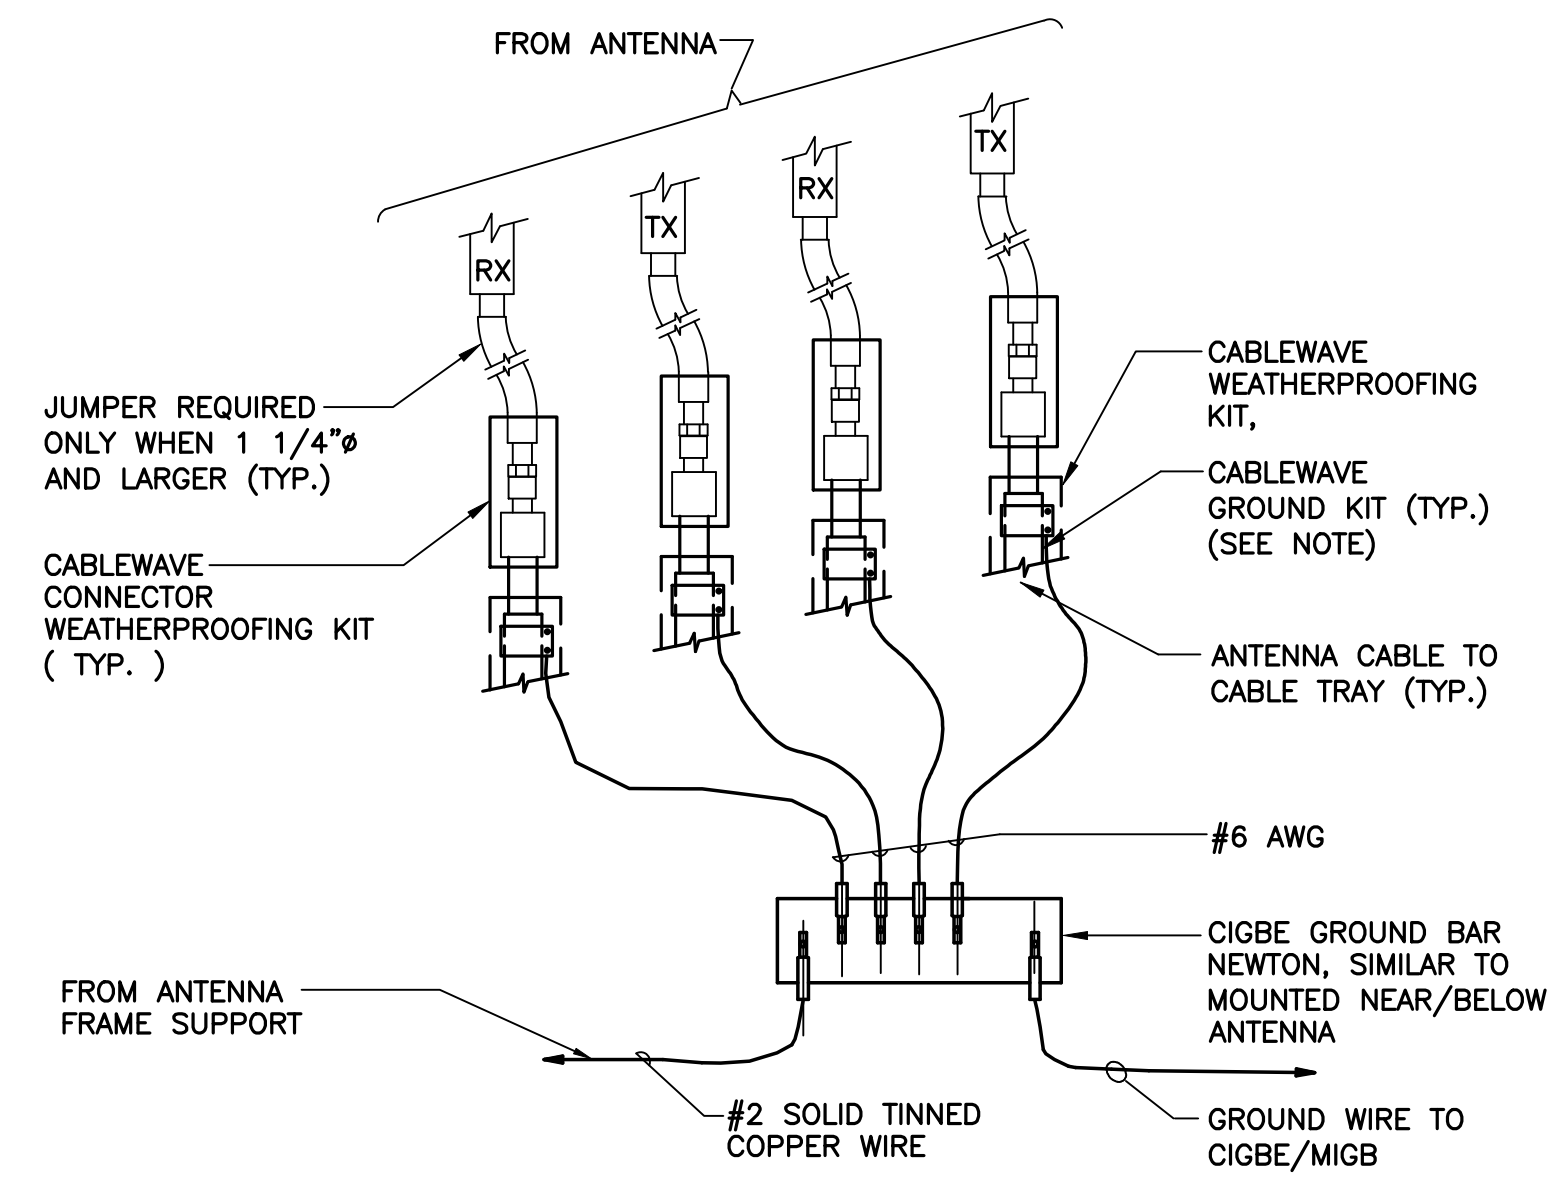 FROM ANTENNA
TX
RX
TX
RX
JUMPER REQUIRED
ONLY WHEN 1 1/4"ø
AND LARGER (TYP.)
CABLEWAVE
CONNECTOR
WEATHERPROOFING KIT
( TYP. )
CABLEWAVE
WEATHERPROOFING
KIT,
CABLEWAVE
GROUND KIT (TYP.)
(SEE NOTE)
ANTENNA CABLE TO
CABLE TRAY (TYP.)
#6 AWG
CIGBE GROUND BAR
NEWTON, SIMILAR TO
MOUNTED NEAR/BELOW
ANTENNA
FROM ANTENNA
FRAME SUPPORT
#2 SOLID TINNED
COPPER WIRE
GROUND WIRE TO
CIGBE/MIGB